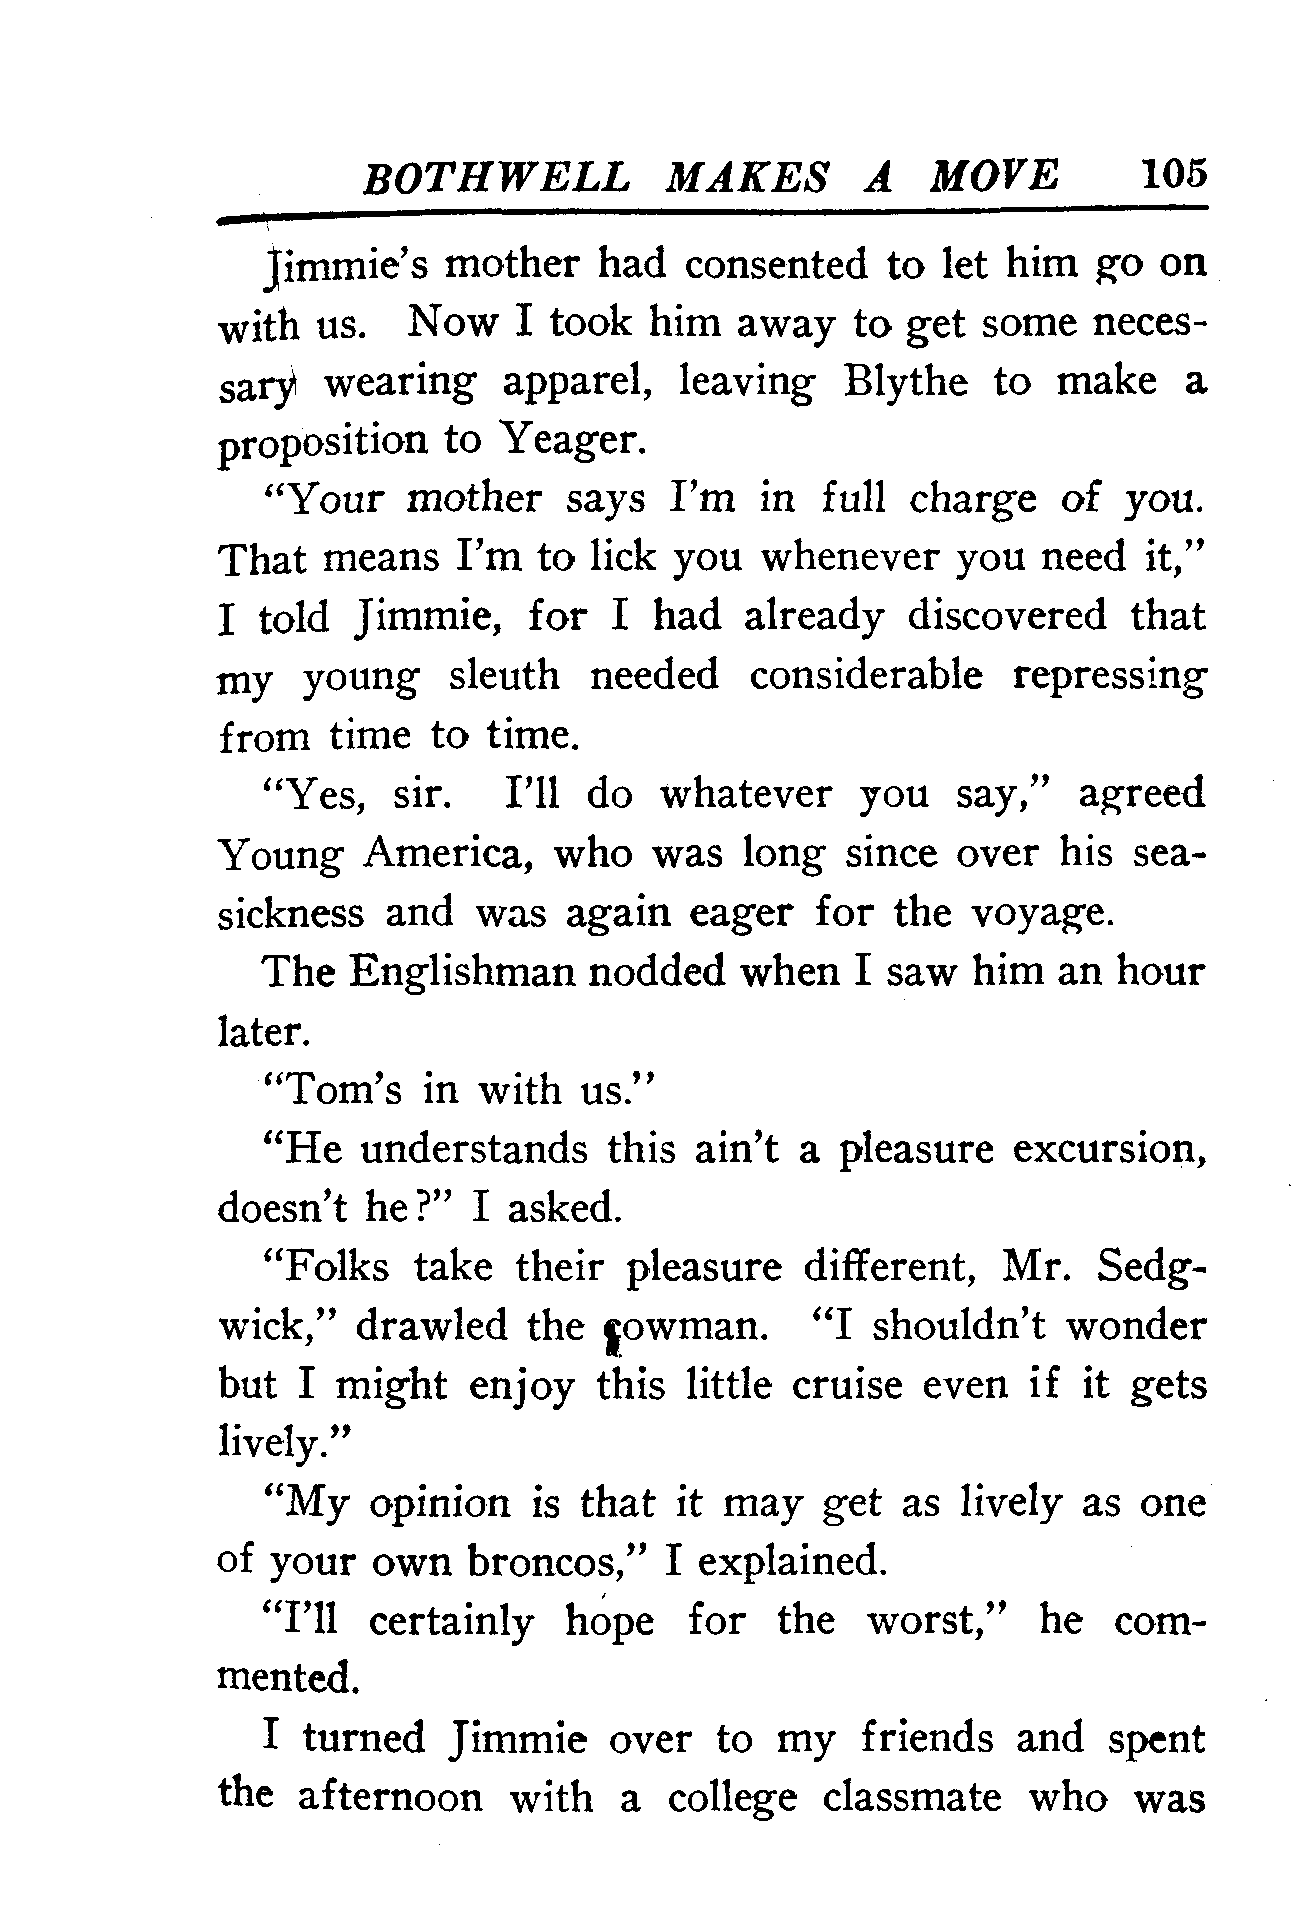 BOTHWELL MAKES A MOVE 105
Jimmie's mother had consented to let him go on
with us. Now I took him away to get some neces-
sary wearing apparel, leaving Blythe to make a
proposition to Yeager.
"Your mother says I'm in full charge of you.
That means I'm to lick you whenever you need it,"
I told Jimmie, for I had already discovered that
my young sleuth needed considerable repressing
from time to time.
"Yes, sir. I'll do whatever you say," agreed
Young America, who was long since over his sea-
sickness and was again eager for the voyage.
The Englishman nodded when I saw him an hour
later.
"Tom's in with us."
"He understands this ain't a pleasure excursion,
doesn't he?" I asked.
"Folks take their pleasure different, Mr. Sedg-
wick," drawled the cowman. "I shouldn't wonder
but I might enjoy this little cruise even if it gets
lively."
"My opinion is that it may get as lively as one
of your own broncos," I explained.
"I'll certainly hope for the worst," he com-
mented.
I turned Jimmie over to my friends and spent
the afternoon with a college classmate who was